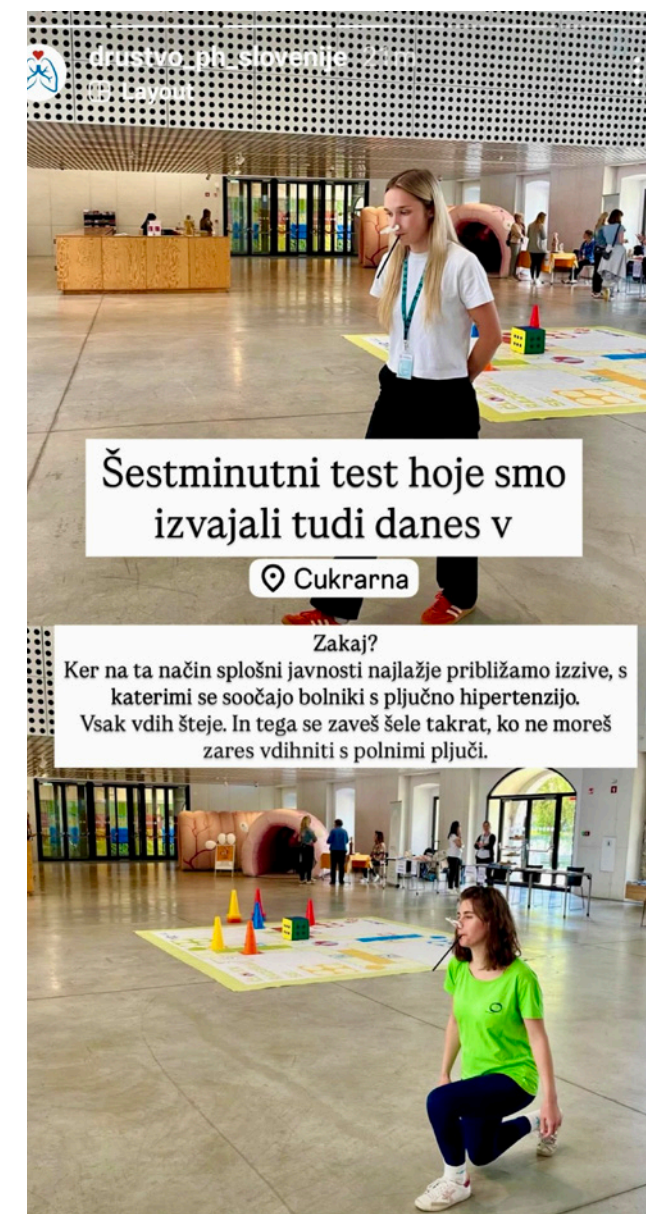 drustvo_ph_slovenije 21m
Layout
Šestminutni test hoje smo
izvajali tudi danes v
Cukrarna
Zakaj?
Ker na ta način splošni javnosti najlažje približamo izzive, s
katerimi se soočajo bolniki s pljučno hipertenzijo.
Vsak vdih šteje. In tega se zaveš šele takrat, ko ne moreš
zares vdihniti s polnimi pljuči.